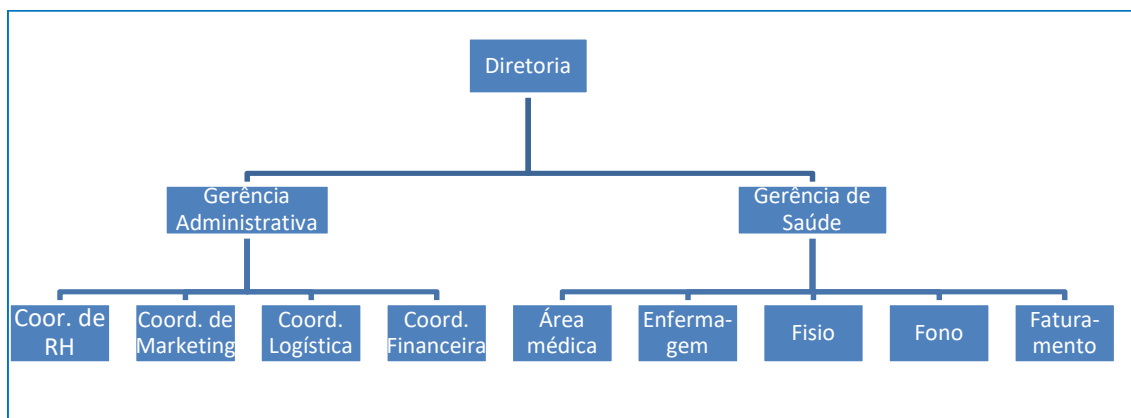 Diretoria
Gerência
Administrativa
Gerência de
Saúde
Coor. de
RH
Coord. de
Marketing
Coord.
Logística
Coord.
Financeira
Área
médica
Enferma-
gem
Fisio
Fono
Fatura-
mento